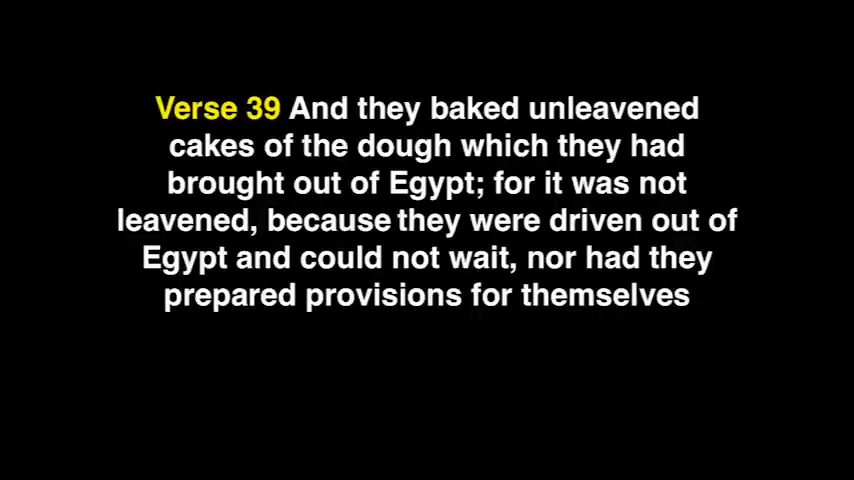 Verse 39 And they baked unleavened
cakes of the dough which they had
brought out of Egypt; for it was not
leavened, because they were driven out of
Egypt and could not wait, nor had they
prepared provisions for themselves